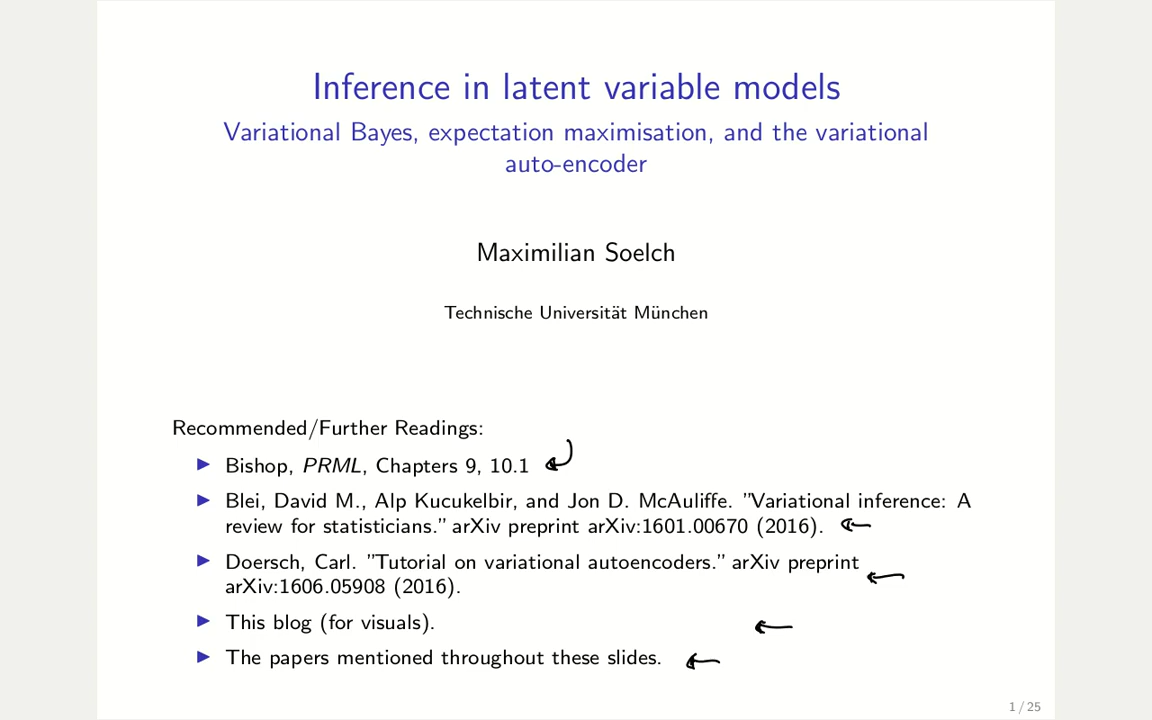 Inference in latent variable models
Variational Bayes, expectation maximisation, and the variational
auto-encoder
Maximilian Soelch
Technische Universität München
Recommended/Further Readings:
Bishop, PRML, Chapters 9, 10.1
Blei, David M., Alp Kucukelbir, and Jon D. McAuliffe. "Variational inference: A
review for statisticians." arXiv preprint arXiv:1601.00670 (2016).
Doersch, Carl. "Tutorial on variational autoencoders." arXiv preprint
arXiv:1606.05908 (2016).
This blog (for visuals).
The papers mentioned throughout these slides.
1 / 25